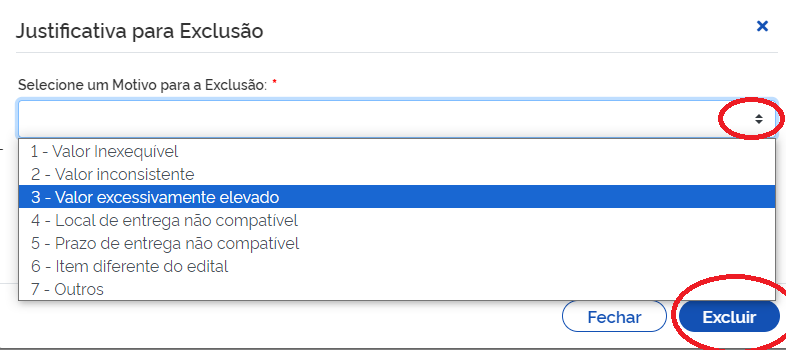 Justificativa para Exclusão
Selecione um Motivo para a Exclusão: *
1 - Valor Inexequível
2 - Valor inconsistente
3 - Valor excessivamente elevado
4 - Local de entrega não compatível
5 - Prazo de entrega não compatível
6 - Item diferente do edital
7 - Outros
Fechar Excluir